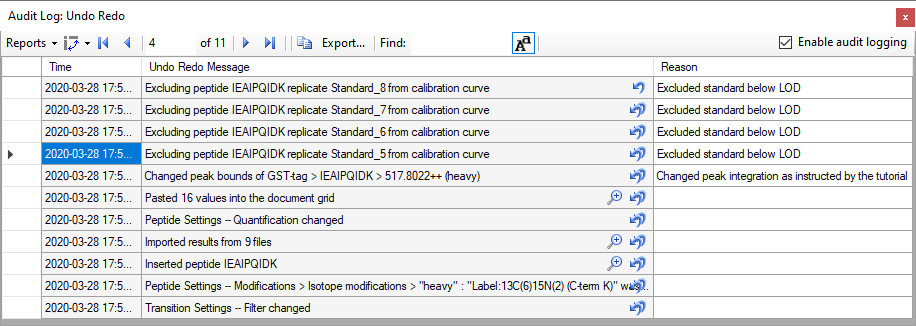 Audit Log: Undo Redo
Reports 4 of 11 Export... Find: Aa Enable audit logging
Time Undo Redo Message Reason
2020-03-28 17:5... Excluding peptide IEAIPQIDK replicate Standard_8 from calibration curve Excluded standard below LOD
2020-03-28 17:5... Excluding peptide IEAIPQIDK replicate Standard_7 from calibration curve Excluded standard below LOD
2020-03-28 17:5... Excluding peptide IEAIPQIDK replicate Standard_6 from calibration curve Excluded standard below LOD
2020-03-28 17:5... Excluding peptide IEAIPQIDK replicate Standard_5 from calibration curve Excluded standard below LOD
2020-03-28 17:5... Changed peak bounds of GST-tag > IEAIPQIDK > 517.8022++ (heavy) Changed peak integration as instructed by the tutorial
2020-03-28 17:5... Pasted 16 values into the document grid
2020-03-28 17:5... Peptide Settings -- Quantification changed
2020-03-28 17:5... Imported results from 9 files
2020-03-28 17:5... Inserted peptide IEAIPQIDK
2020-03-28 17:5... Peptide Settings -- Modifications > Isotope modifications > "heavy" : "Label:13C(6)15N(2) (C-term K)" was...
2020-03-28 17:5... Transition Settings -- Filter changed